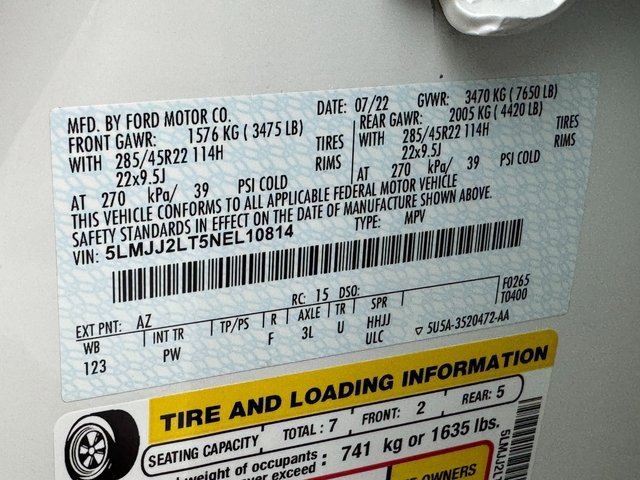 MFD. BY FORD MOTOR CO. DATE: 07/22 GVWR: 3470 KG (7650 LB)
FRONT GAWR: 1576 KG (3475 LB) REAR GAWR: 2005 KG (4420 LB)
WITH 285/45R22 114H TIRES 285/45R22 114H TIRES
22x9.5J RIMS 22x9.5J RIMS
AT 270 kPa/ 39 PSI COLD AT 270 kPa/ 39 PSI COLD
THIS VEHICLE CONFORMS TO ALL APPLICABLE FEDERAL MOTOR VEHICLE
SAFETY STANDARDS IN EFFECT ON THE DATE OF MANUFACTURE SHOWN ABOVE.
VIN: 5LMJJ2LT5NEL10814 TYPE: MPV
EXT PNT: AZ RC: 15 DSO: F0265
WB INT TR TP/PS R AXLE TR SPR T0400
123 PW F 3L U HHJJ
ULC ▽ 5U5A-3520472-AA
TIRE AND LOADING INFORMATION
SEATING CAPACITY TOTAL: 7 FRONT: 2 REAR: 5
weight of occupants
exceed : 741 kg or 1635 lbs.
OWNERS
5LMJJ2L